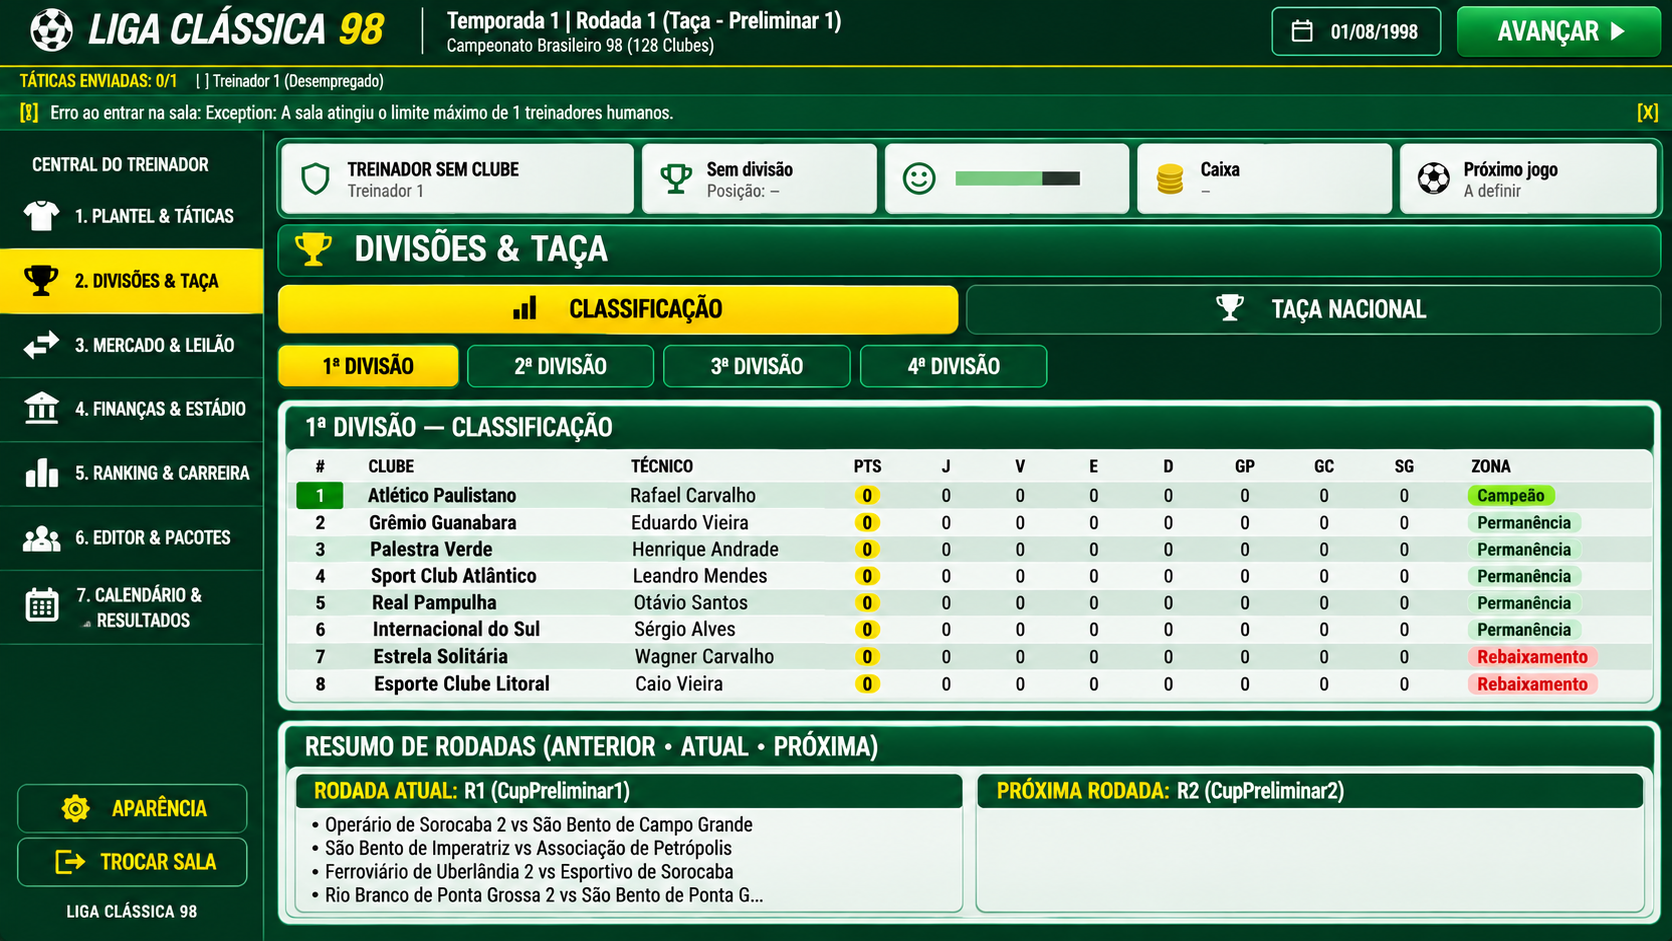 LIGA CLÁSSICA 98
Temporada 1 | Rodada 1 (Taça - Preliminar 1)
Campeonato Brasileiro 98 (128 Clubes)
01/08/1998
AVANÇAR
TÁTICAS ENVIADAS: 0/1 [ ] Treinador 1 (Desempregado)
[!] Erro ao entrar na sala: Exception: A sala atingiu o limite máximo de 1 treinadores humanos. [X]
CENTRAL DO TREINADOR
1. PLANTEL & TÁTICAS
2. DIVISÕES & TAÇA
3. MERCADO & LEILÃO
4. FINANÇAS & ESTÁDIO
5. RANKING & CARREIRA
6. EDITOR & PACOTES
7. CALENDÁRIO &
RESULTADOS
APARÊNCIA
TROCAR SALA
LIGA CLÁSSICA 98
TREINADOR SEM CLUBE
Treinador 1
Sem divisão
Posição: –
Caixa
–
Próximo jogo
A definir
DIVISÕES & TAÇA
CLASSIFICAÇÃO
TAÇA NACIONAL
1ª DIVISÃO
2ª DIVISÃO
3ª DIVISÃO
4ª DIVISÃO
1ª DIVISÃO — CLASSIFICAÇÃO
# CLUBE TÉCNICO PTS J V E D GP GC SG ZONA
1 Atlético Paulistano Rafael Carvalho 0 0 0 0 0 0 0 0 Campeão
2 Grêmio Guanabara Eduardo Vieira 0 0 0 0 0 0 0 0 Permanência
3 Palestra Verde Henrique Andrade 0 0 0 0 0 0 0 0 Permanência
4 Sport Club Atlântico Leandro Mendes 0 0 0 0 0 0 0 0 Permanência
5 Real Pampulha Otávio Santos 0 0 0 0 0 0 0 0 Permanência
6 Internacional do Sul Sérgio Alves 0 0 0 0 0 0 0 0 Permanência
7 Estrela Solitária Wagner Carvalho 0 0 0 0 0 0 0 0 Rebaixamento
8 Esporte Clube Litoral Caio Vieira 0 0 0 0 0 0 0 0 Rebaixamento
RESUMO DE RODADAS (ANTERIOR • ATUAL • PRÓXIMA)
RODADA ATUAL: R1 (CupPreliminar1)
• Operário de Sorocaba 2 vs São Bento de Campo Grande
• São Bento de Imperatriz vs Associação de Petrópolis
• Ferroviário de Uberlândia 2 vs Esportivo de Sorocaba
• Rio Branco de Ponta Grossa 2 vs São Bento de Ponta G...
PRÓXIMA RODADA: R2 (CupPreliminar2)